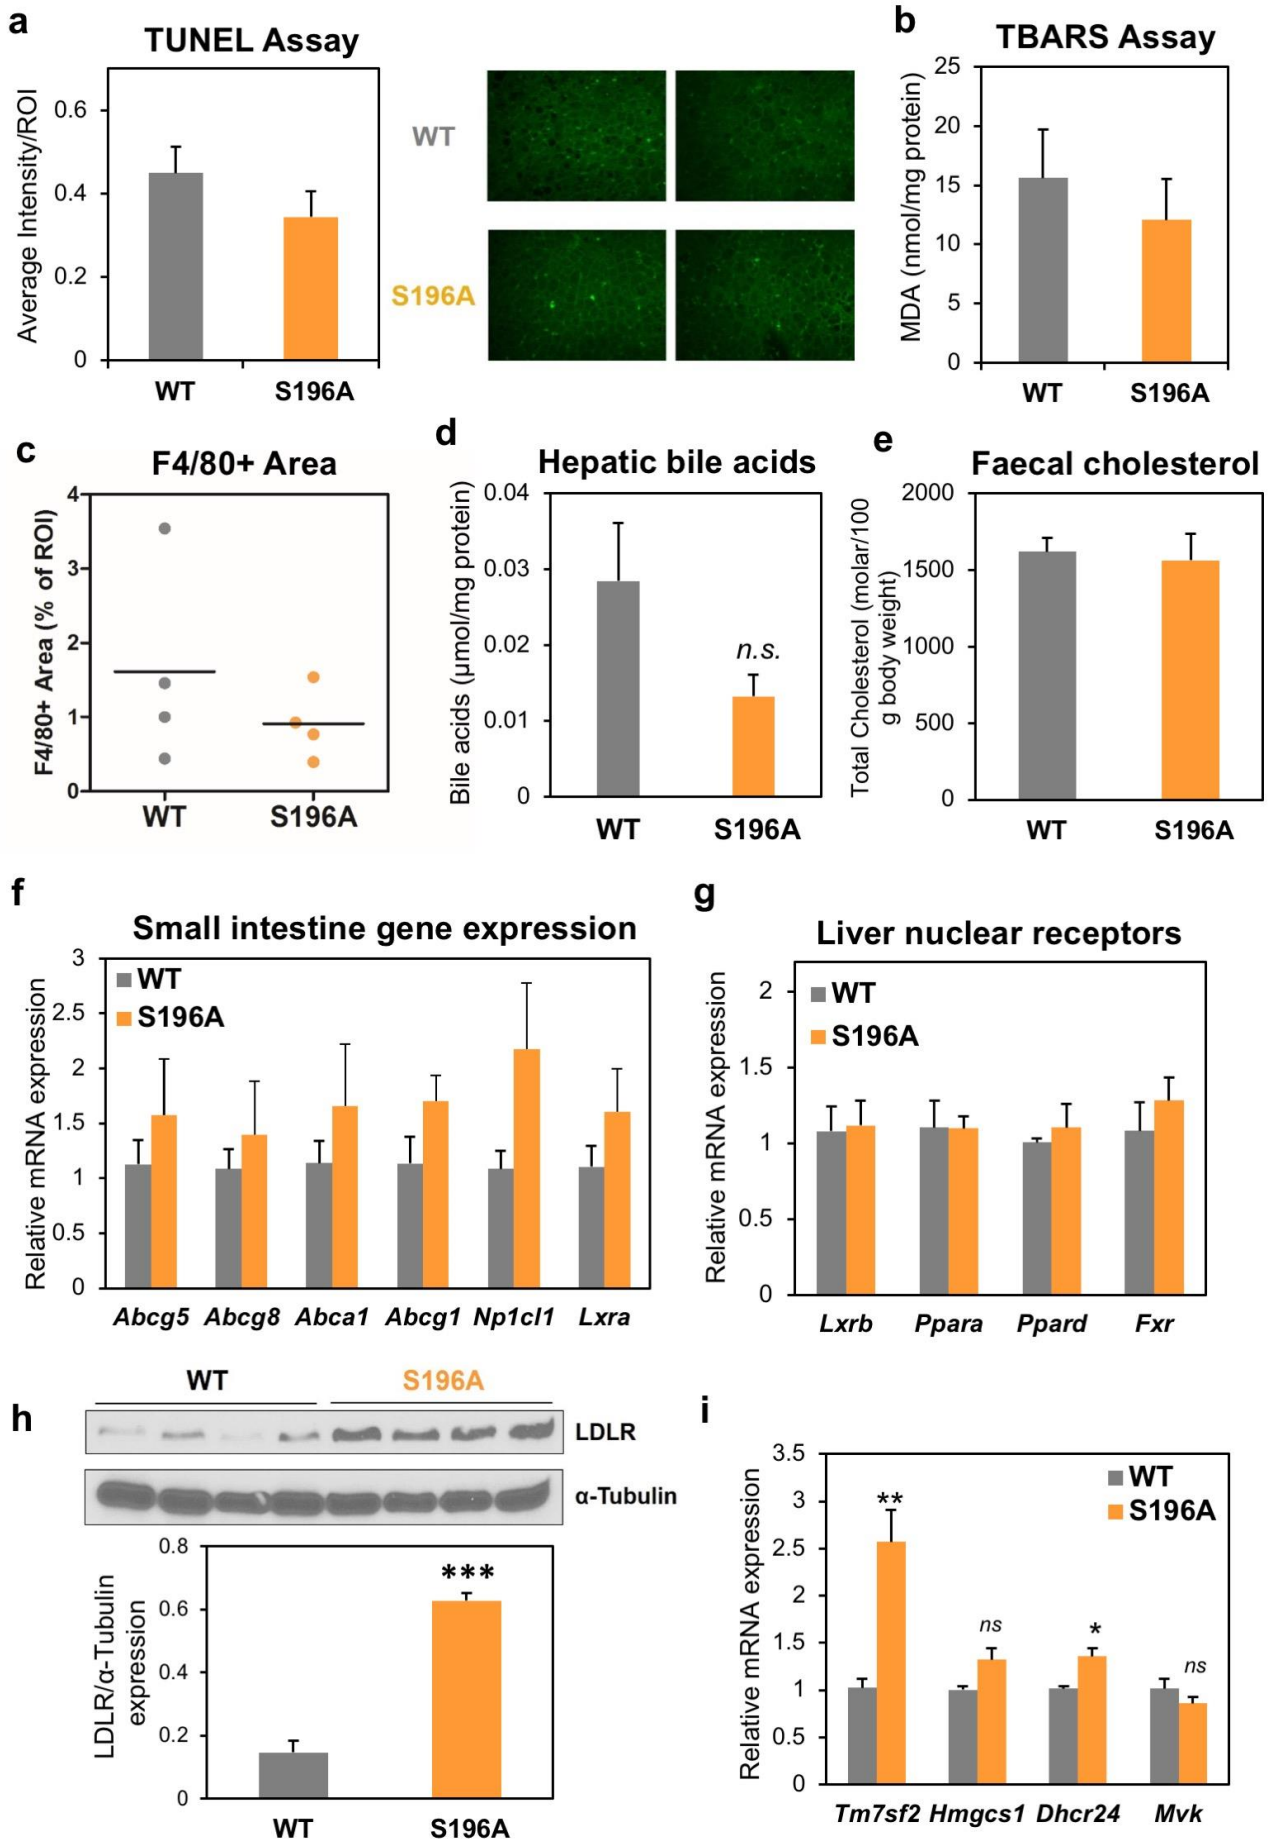 a
TUNEL Assay
Average Intensity/ROI
0.6
0.4
0.2
0
WT
S196A
WT
S196A
b
TBARS Assay
MDA (nmol/mg protein)
25
20
15
10
5
0
WT
S196A
c
F4/80+ Area
F4/80+ Area (% of ROI)
4
3
2
1
0
WT
S196A
d
Hepatic bile acids
Bile acids (μmol/mg protein)
0.04
0.03
0.02
0.01
0
n.s.
WT
S196A
e
Faecal cholesterol
Total Cholesterol (molar/100
g body weight)
2000
1500
1000
500
0
WT
S196A
f
Small intestine gene expression
Relative mRNA expression
3
2.5
2
1.5
1
0.5
0
WT
S196A
Abcg5 Abcg8 Abca1 Abcg1 Np1cl1 Lxra
g
Liver nuclear receptors
Relative mRNA expression
2
1.5
1
0.5
0
WT
S196A
Lxrb Ppara Ppard Fxr
h
WT S196A
LDLR
α-Tubulin
LDLR/α-Tubulin
expression
0.8
0.6
0.4
0.2
0
***
WT
S196A
i
Relative mRNA expression
3.5
3
2.5
2
1.5
1
0.5
0
WT
S196A
**
ns
*
ns
Tm7sf2 Hmgcs1 Dhcr24 Mvk